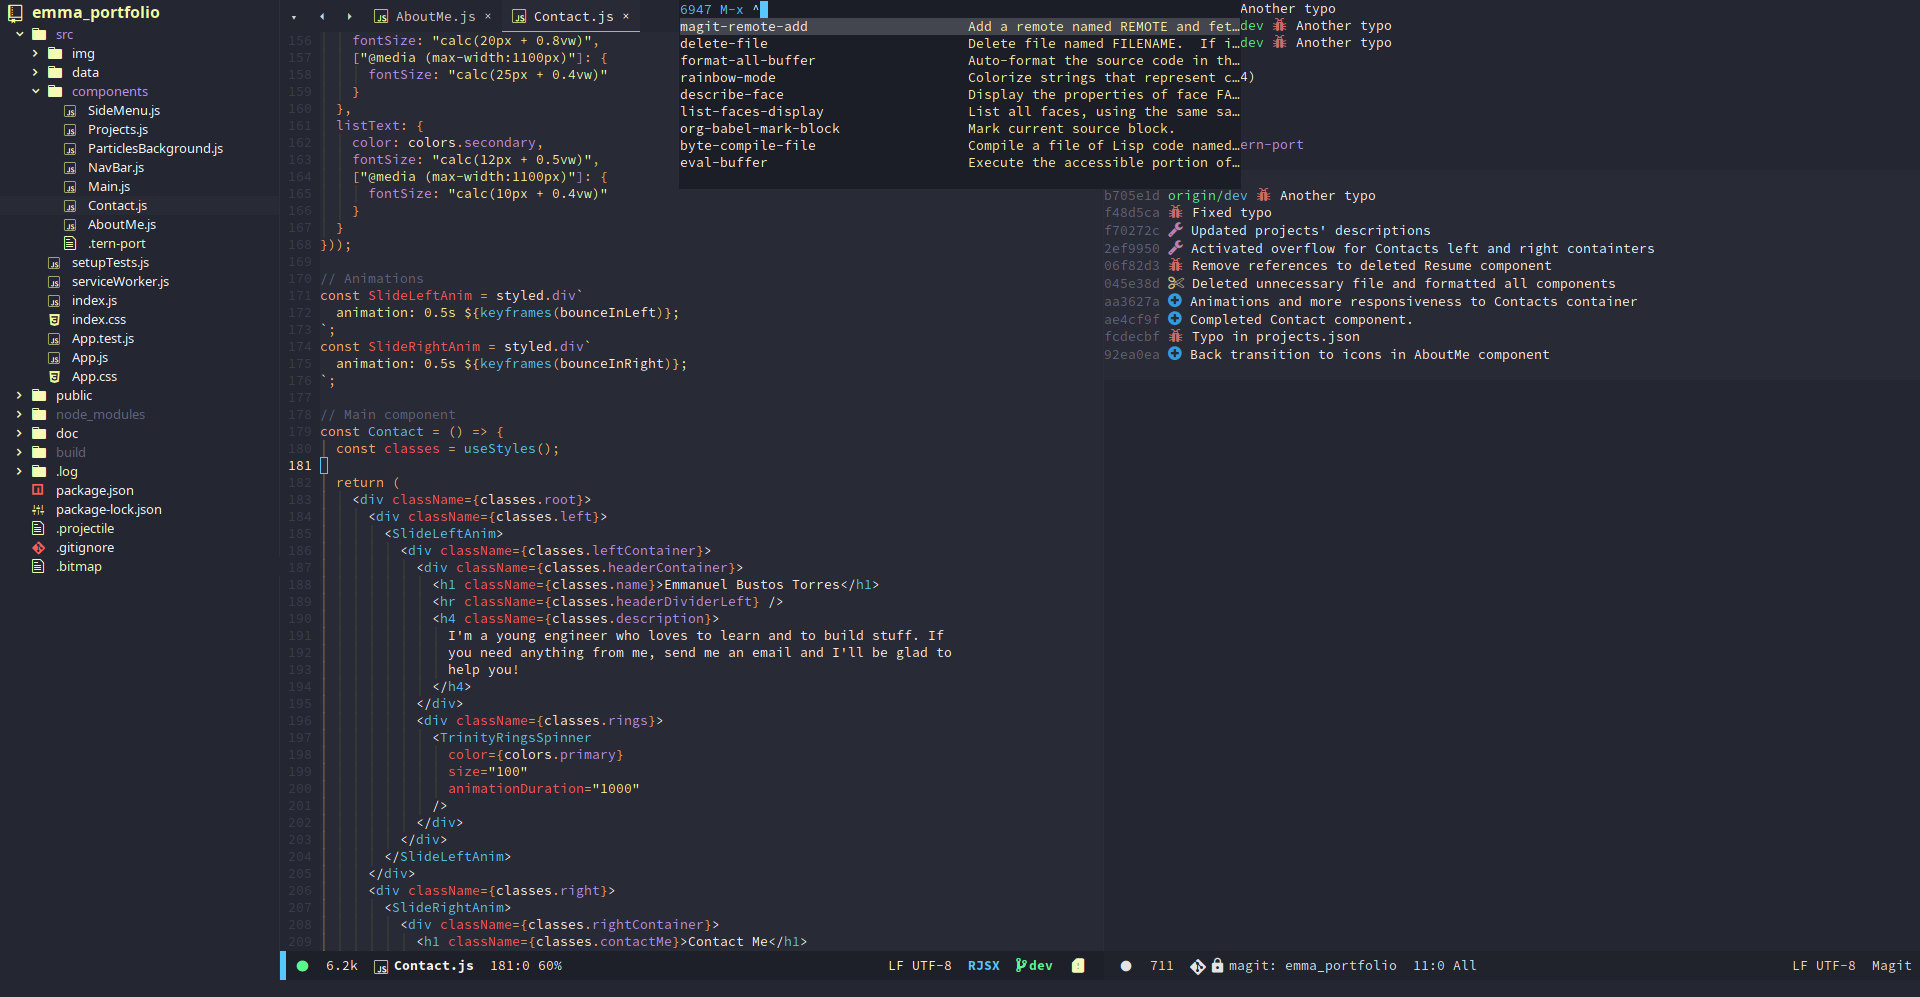 emma_portfolio
src
img
data
components
SideMenu.js
Projects.js
ParticlesBackground.js
NavBar.js
Main.js
Contact.js
AboutMe.js
.tern-port
setupTests.js
serviceWorker.js
index.js
index.css
App.test.js
App.js
App.css
public
node_modules
doc
build
.log
package.json
package-lock.json
.projectile
.gitignore
.bitmap
AboutMe.js ×
Contact.js ×
156 fontSize: "calc(20px + 0.8vw)",
157 ["@media (max-width:1100px)"]: {
158 fontSize: "calc(25px + 0.4vw)"
159 }
160 },
161 listText: {
162 color: colors.secondary,
163 fontSize: "calc(12px + 0.5vw)",
164 ["@media (max-width:1100px)"]: {
165 fontSize: "calc(10px + 0.4vw)"
166 }
167 }
168 }));
169
170 // Animations
171 const SlideLeftAnim = styled.div`
172 animation: 0.5s ${keyframes(bounceInLeft)};
173 `;
174 const SlideRightAnim = styled.div`
175 animation: 0.5s ${keyframes(bounceInRight)};
176 `;
177
178 // Main component
179 const Contact = () => {
180 const classes = useStyles();
181
182 return (
183 <div className={classes.root}>
184 <div className={classes.left}>
185 <SlideLeftAnim>
186 <div className={classes.leftContainer}>
187 <div className={classes.headerContainer}>
188 <h1 className={classes.name}>Emmanuel Bustos Torres</h1>
189 <hr className={classes.headerDividerLeft} />
190 <h4 className={classes.description}>
191 I'm a young engineer who loves to learn and to build stuff. If
192 you need anything from me, send me an email and I'll be glad to
193 help you!
194 </h4>
195 </div>
196 <div className={classes.rings}>
197 <TrinityRingsSpinner
198 color={colors.primary}
199 size="100"
200 animationDuration="1000"
201 />
202 </div>
203 </div>
204 </SlideLeftAnim>
205 </div>
206 <div className={classes.right}>
207 <SlideRightAnim>
208 <div className={classes.rightContainer}>
209 <h1 className={classes.contactMe}>Contact Me</h1>
6947 M-x ^
magit-remote-add Add a remote named REMOTE and fet…
delete-file Delete file named FILENAME.  If i…
format-all-buffer Auto-format the source code in th…
rainbow-mode Colorize strings that represent c…
describe-face Display the properties of face FA…
list-faces-display List all faces, using the same sa…
org-babel-mark-block Mark current source block.
byte-compile-file Compile a file of Lisp code named…
eval-buffer Execute the accessible portion of…
Another typo
dev Another typo
dev Another typo
4)
ern-port
b705e1d origin/dev Another typo
f48d5ca Fixed typo
f70272c Updated projects' descriptions
2ef9950 Activated overflow for Contacts left and right containters
06f82d3 Remove references to deleted Resume component
045e38d Deleted unnecessary file and formatted all components
aa3627a Animations and more responsiveness to Contacts container
ae4cf9f Completed Contact component.
fcdecbf Typo in projects.json
92ea0ea Back transition to icons in AboutMe component
6.2k Contact.js 181:0 60% LF UTF-8 RJSX dev
711 magit: emma_portfolio 11:0 All LF UTF-8 Magit